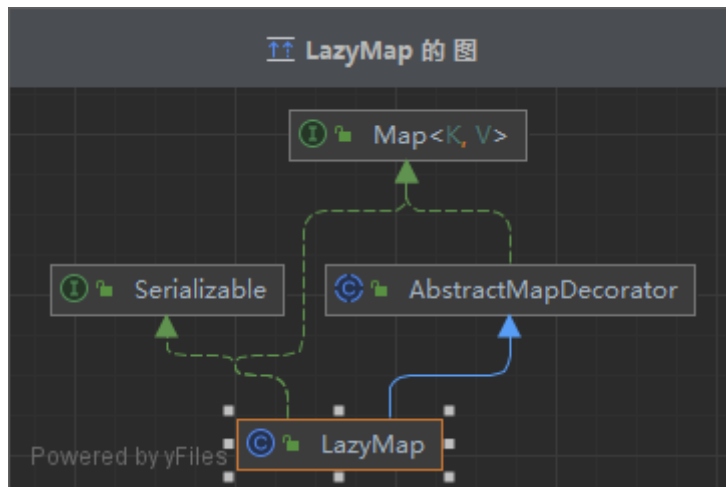 LazyMap 的 图
I Map<K, V>
I Serializable
C AbstractMapDecorator
C LazyMap
Powered by yFiles